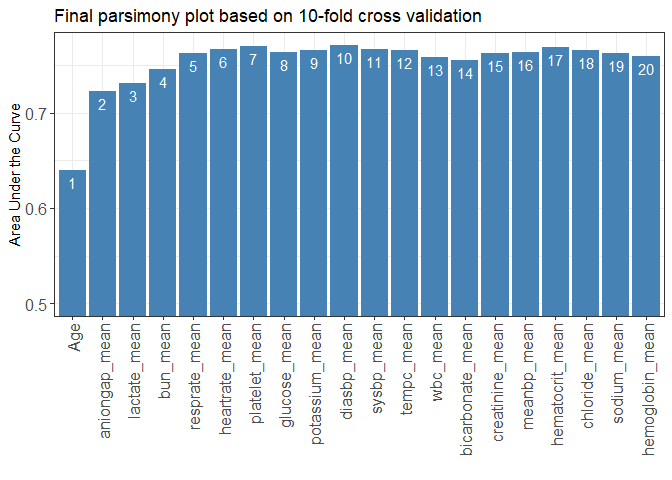 Final parsimony plot based on 10-fold cross validation
Area Under the Curve
0.7
0.6
0.5
1
2
3
4
5
6
7
8
9
10
11
12
13
14
15
16
17
18
19
20
Age
aniongap_mean
lactate_mean
bun_mean
resprate_mean
heartrate_mean
platelet_mean
glucose_mean
potassium_mean
diasbp_mean
sysbp_mean
tempc_mean
wbc_mean
bicarbonate_mean
creatinine_mean
meanbp_mean
hematocrit_mean
chloride_mean
sodium_mean
hemoglobin_mean